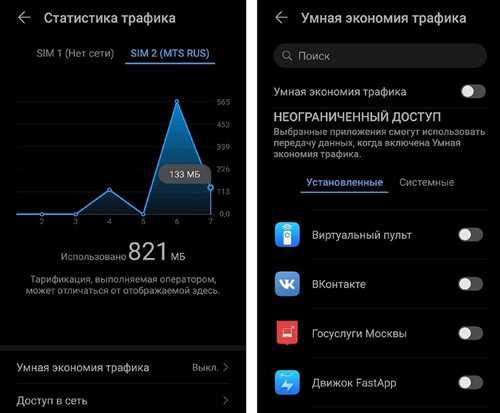 Статистика трафика
SIM 1 (Нет сети)
SIM 2 (MTS RUS)
565
452
339
226
113
0,0
133 МБ
2
3
4
5
6
7
Использовано 821 МБ
Тарификация, выполняемая оператором,
может отличаться от отображаемой здесь.
Умная экономия трафика
Выкл.
Доступ в сеть
Умная экономия трафика
Поиск
Умная экономия трафика
НЕОГРАНИЧЕННЫЙ ДОСТУП
Выбранные приложения смогут использовать
передачу данных, когда включена Умная
экономия трафика.
Установленные
Системные
Виртуальный пульт
ВКонтакте
Госуслуги Москвы
Движок FastApp